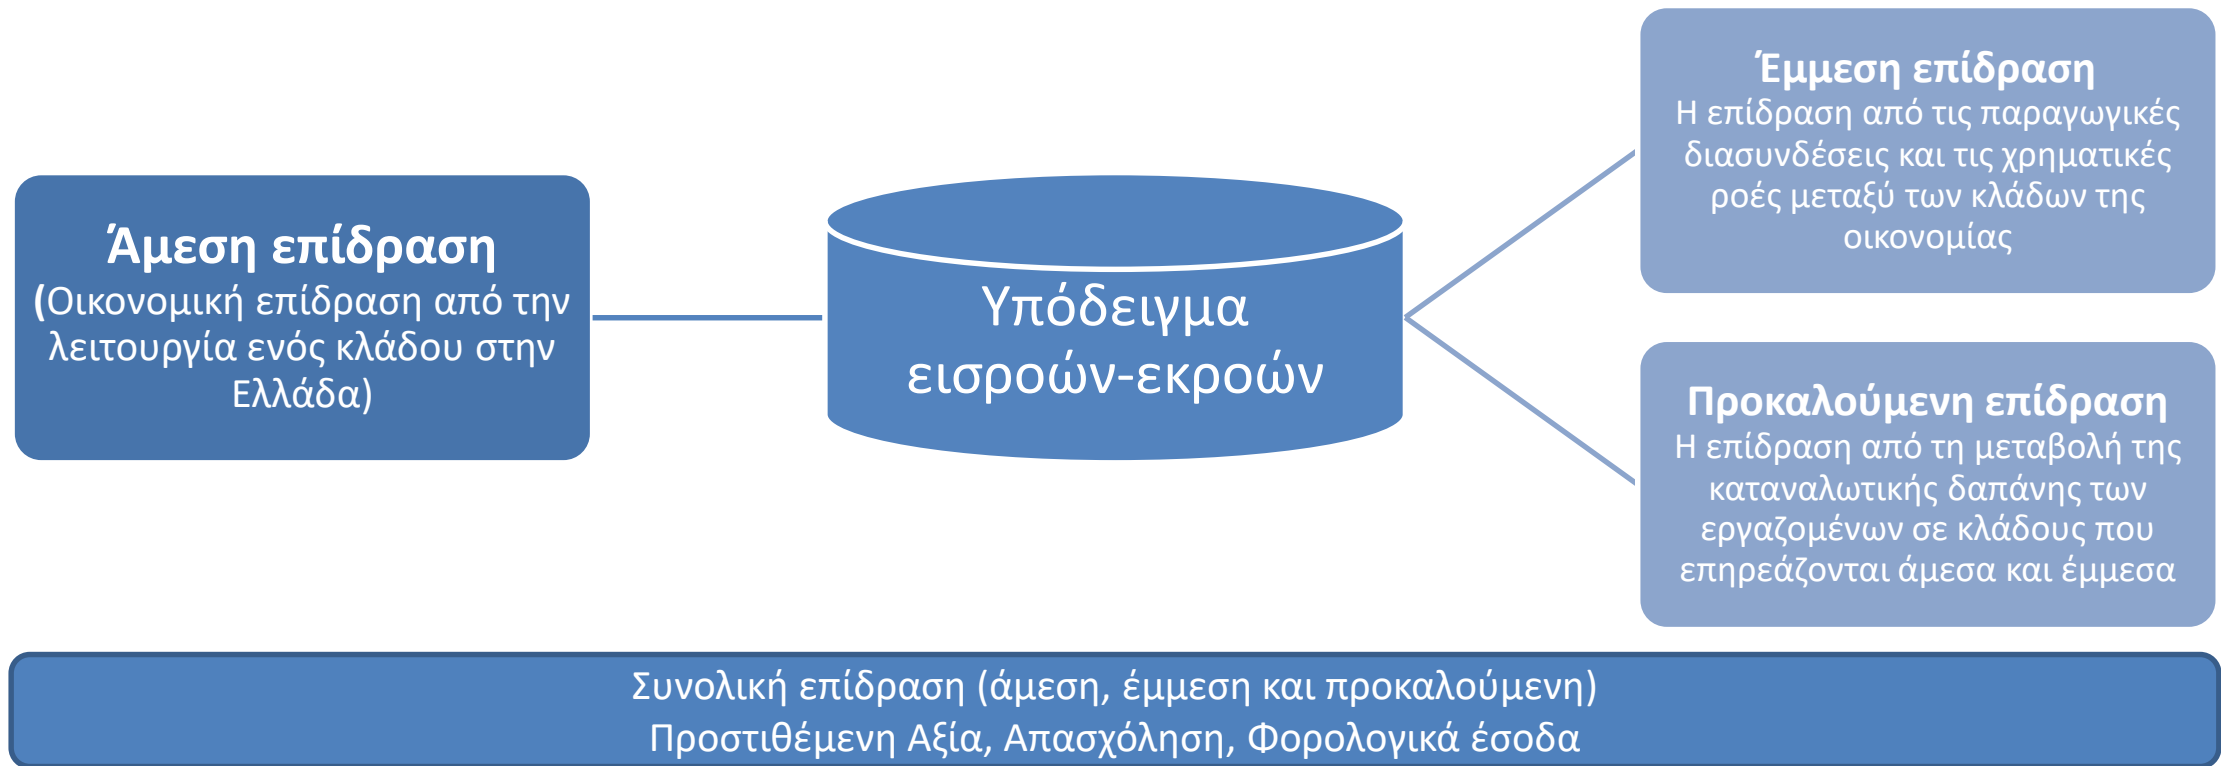 Άμεση επίδραση
(Οικονομική επίδραση από την
λειτουργία ενός κλάδου στην
Ελλάδα)
Υπόδειγμα
εισροών-εκροών
Έμμεση επίδραση
Η επίδραση από τις παραγωγικές
διασυνδέσεις και τις χρηματικές
ροές μεταξύ των κλάδων της
οικονομίας
Προκαλούμενη επίδραση
Η επίδραση από τη μεταβολή της
καταναλωτικής δαπάνης των
εργαζομένων σε κλάδους που
επηρεάζονται άμεσα και έμμεσα
Συνολική επίδραση (άμεση, έμμεση και προκαλούμενη)
Προστιθέμενη Αξία, Απασχόληση, Φορολογικά έσοδα